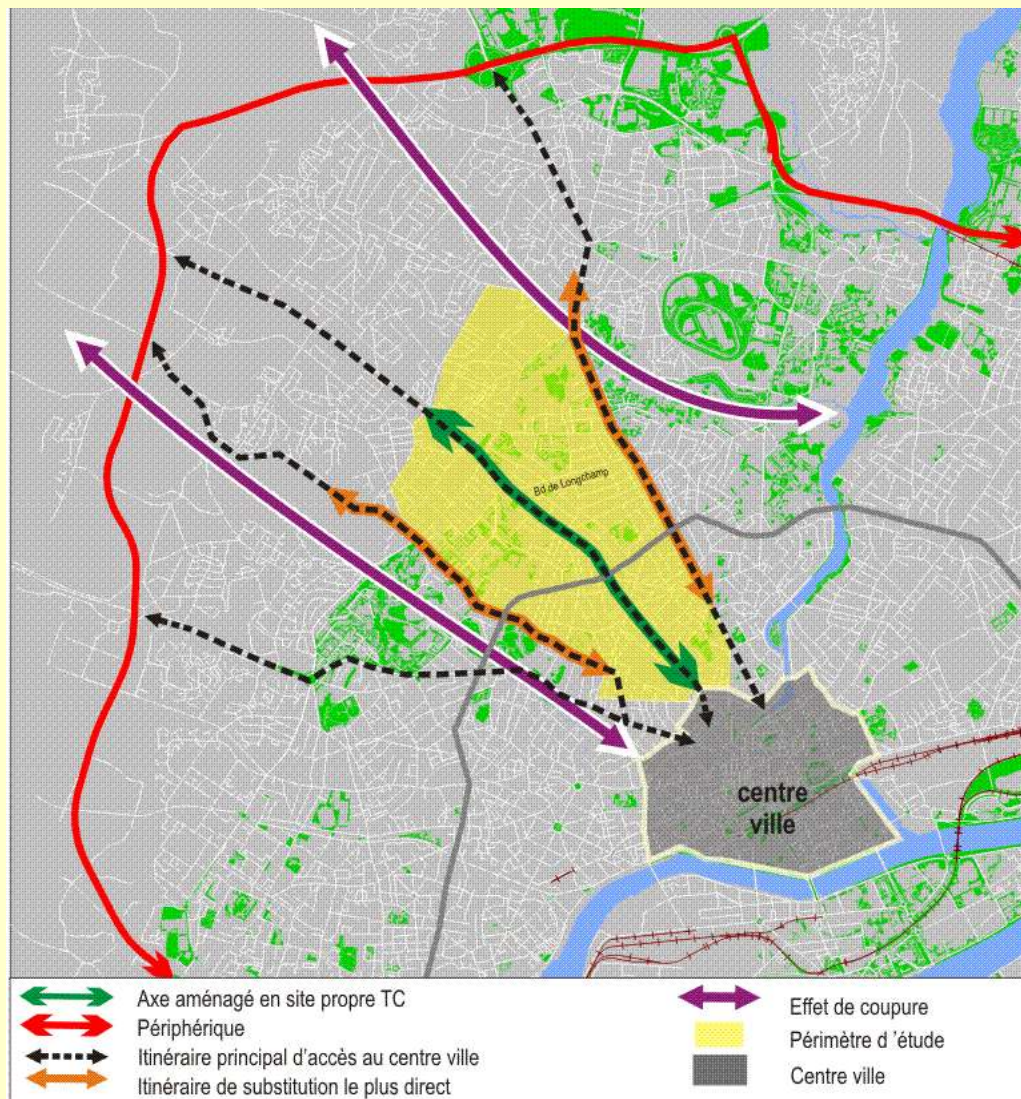 Bd de Longchamp
centre
ville
Axe aménagé en site propre TC
Périphérique
Itinéraire principal d'accès au centre ville
Itinéraire de substitution le plus direct
Effet de coupure
Périmètre d 'étude
Centre ville